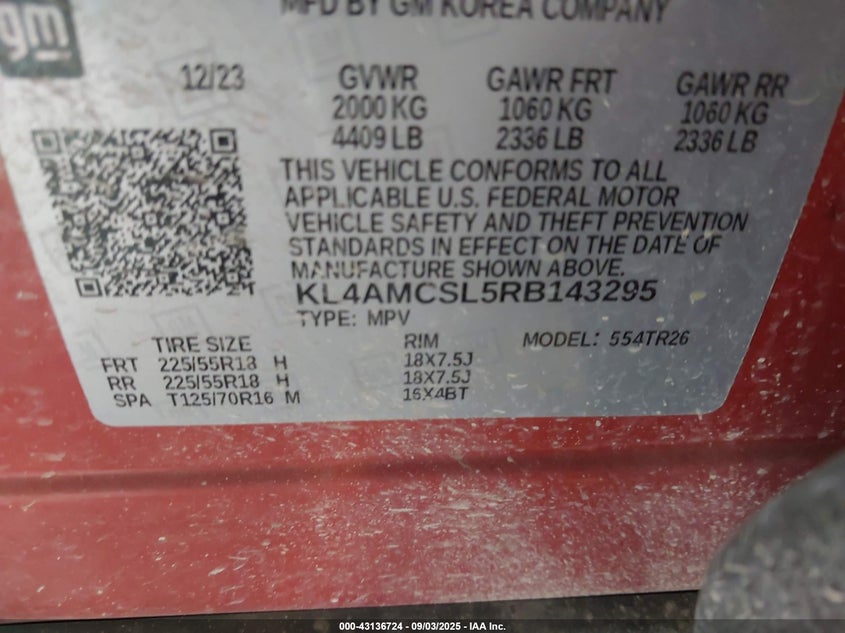 MFD BY GM KOREA COMPANY
gm
12/23 GVWR GAWR FRT GAWR RR
2000 KG 1060 KG 1060 KG
4409 LB 2336 LB 2336 LB
THIS VEHICLE CONFORMS TO ALL
APPLICABLE U.S. FEDERAL MOTOR
VEHICLE SAFETY AND THEFT PREVENTION
STANDARDS IN EFFECT ON THE DATE OF
MANUFACTURE SHOWN ABOVE.
KL4AMCSL5RB143295
TYPE: MPV
TIRE SIZE RIM MODEL: 554TR26
FRT 225/55R18 H 18X7.5J
RR 225/55R18 H 18X7.5J
SPA T125/70R16 M 16X4BT
000-43136724 - 09/03/2025 - IAA Inc.